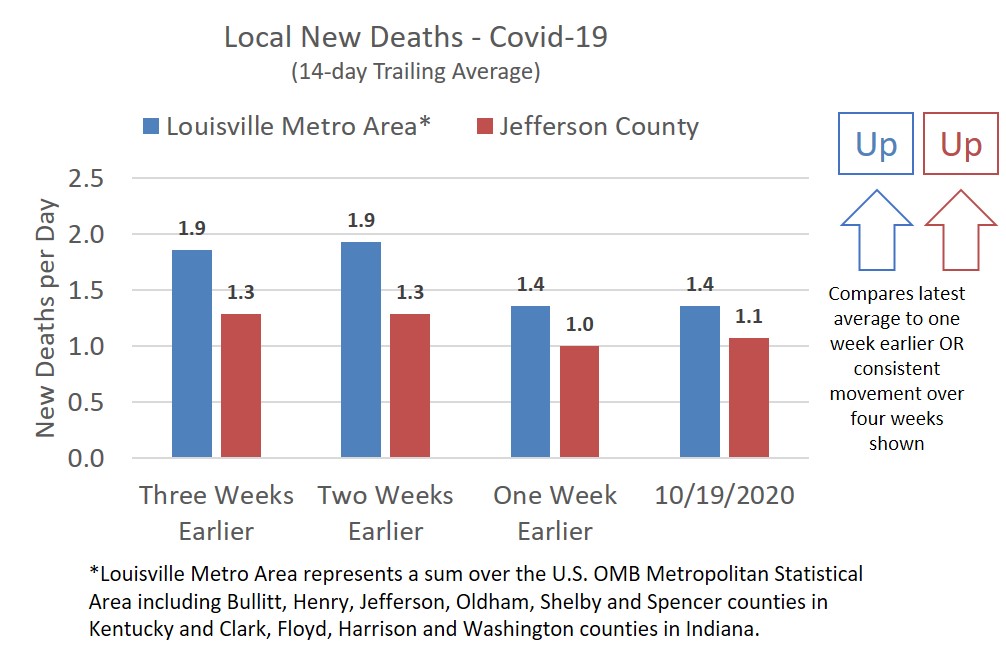 Local New Deaths - Covid-19
(14-day Trailing Average)
Louisville Metro Area*
Jefferson County
Up
Up
Compares latest
average to one
week earlier OR
consistent
movement over
four weeks
shown
New Deaths per Day
2.5
2.0
1.5
1.0
0.5
0.0
1.9
1.3
1.9
1.3
1.4
1.0
1.4
1.1
Three Weeks
Earlier
Two Weeks
Earlier
One Week
Earlier
10/19/2020
*Louisville Metro Area represents a sum over the U.S. OMB Metropolitan Statistical
Area including Bullitt, Henry, Jefferson, Oldham, Shelby and Spencer counties in
Kentucky and Clark, Floyd, Harrison and Washington counties in Indiana.